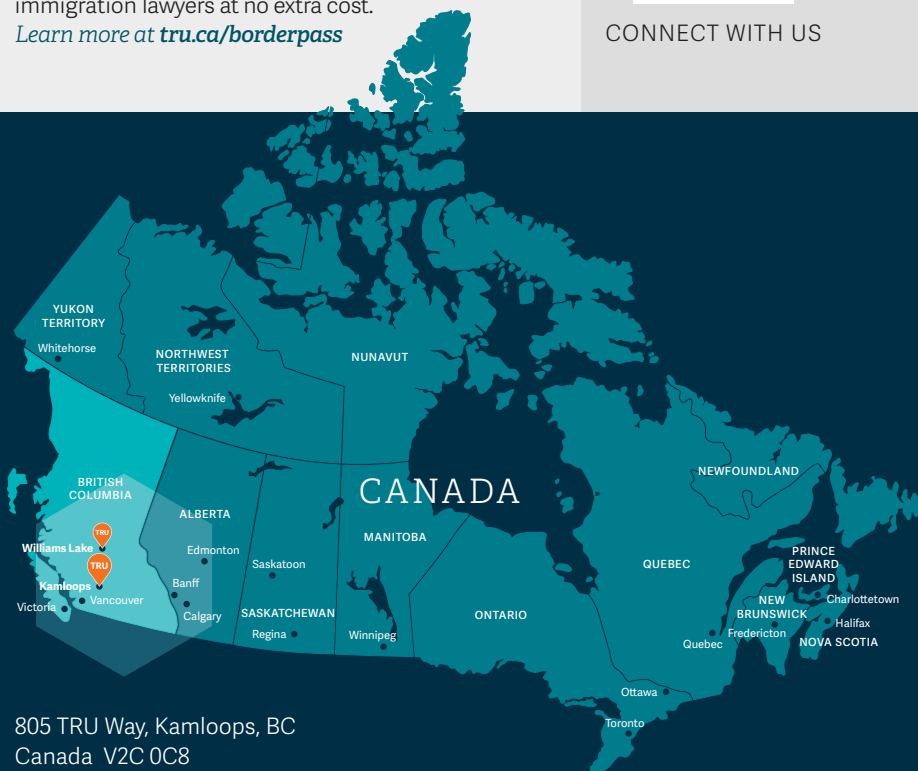 immigration lawyers at no extra cost.
Learn more at tru.ca/borderpass
CONNECT WITH US
YUKON
TERRITORY
Whitehorse
NORTHWEST
TERRITORIES
Yellowknife
NUNAVUT
BRITISH
COLUMBIA
ALBERTA
CANADA
NEWFOUNDLAND
TRU
Williams Lake
TRU
Kamloops
Vancouver
Victoria
Edmonton
Banff
Calgary
Saskatoon
SASKATCHEWAN
Regina
MANITOBA
Winnipeg
ONTARIO
QUEBEC
Quebec
Ottawa
Toronto
PRINCE
EDWARD
ISLAND
Charlottetown
NEW
BRUNSWICK
Fredericton
Halifax
NOVA SCOTIA
805 TRU Way, Kamloops, BC
Canada V2C 0C8